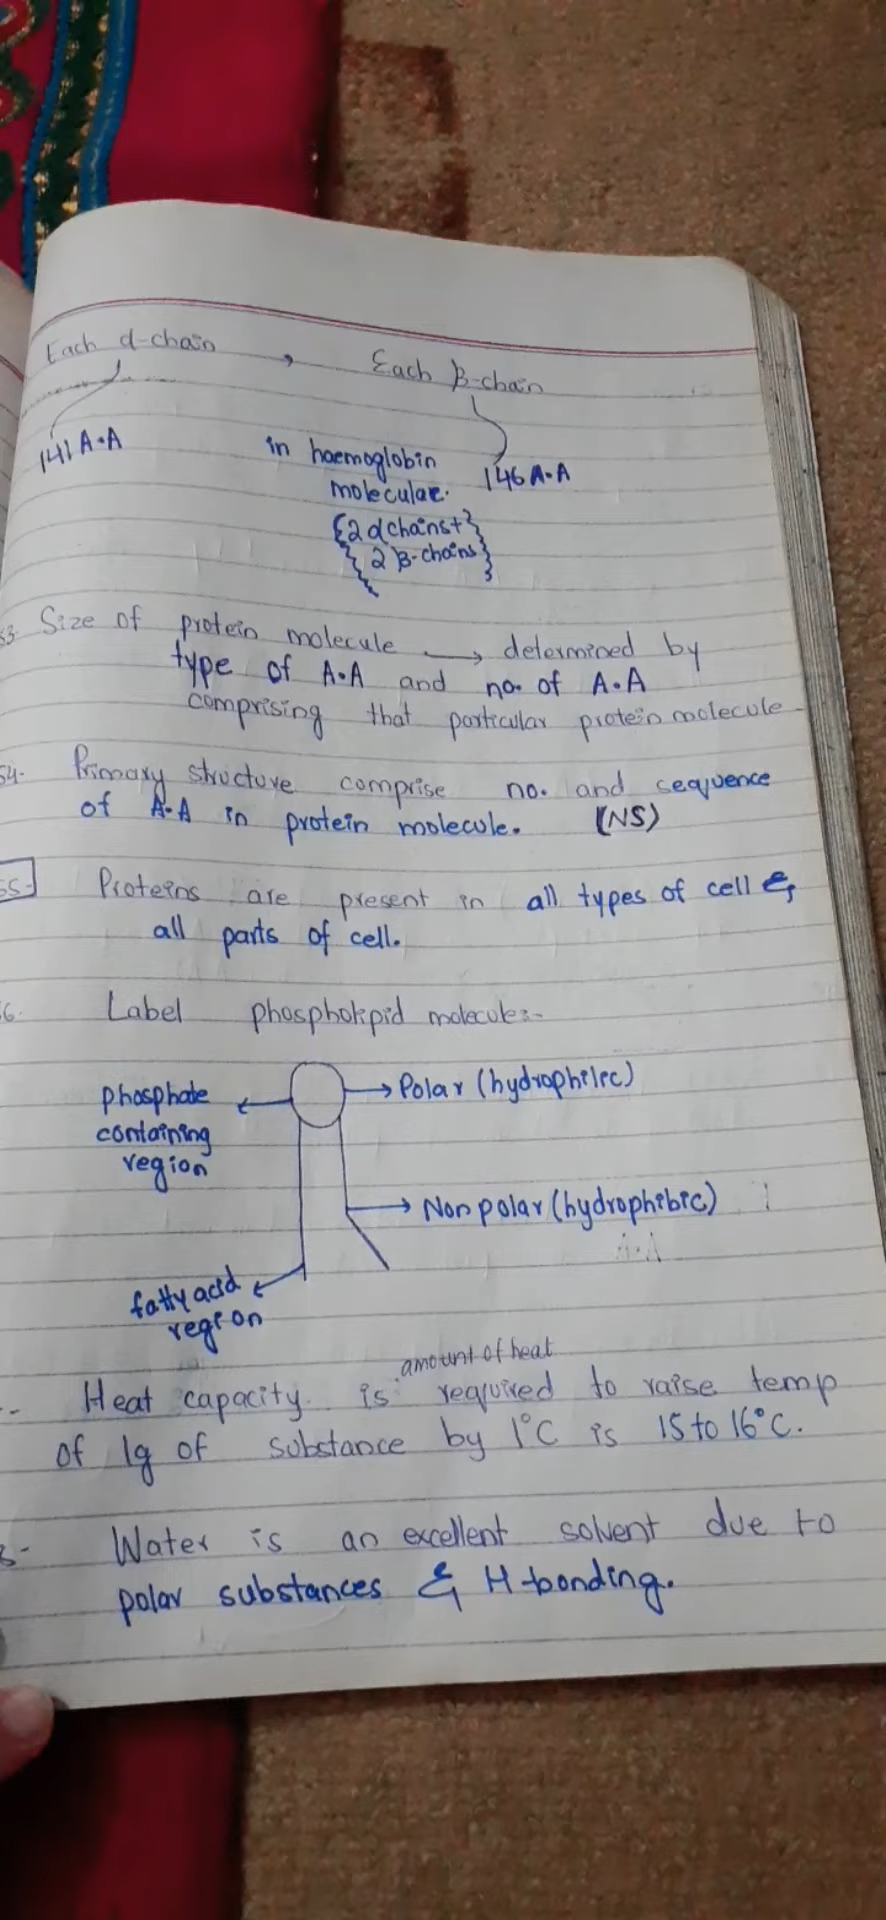 Each α-chain → Each β-chain
141 A.A
in haemoglobin
moleculae.
146 A.A
{2 α chains +}
{2 β-chains}
53. Size of protein molecule → determined by
type of A.A and no. of A.A
comprising that particular protein molecule
54. Primary structure comprise no. and sequence
of A.A in protein molecule. (NS)
55. Proteins are present in all types of cell &
all parts of cell.
6. Label phospholipid molecule:-
phosphate
containing
region
Polar (hydrophilic)
Non polar (hydrophibic)
fatty acid
region
amount of heat
- Heat capacity is required to raise temp
of 1g of substance by 1°C is 15 to 16°C.
8- Water is an excellent solvent due to
polar substances & H-bonding.